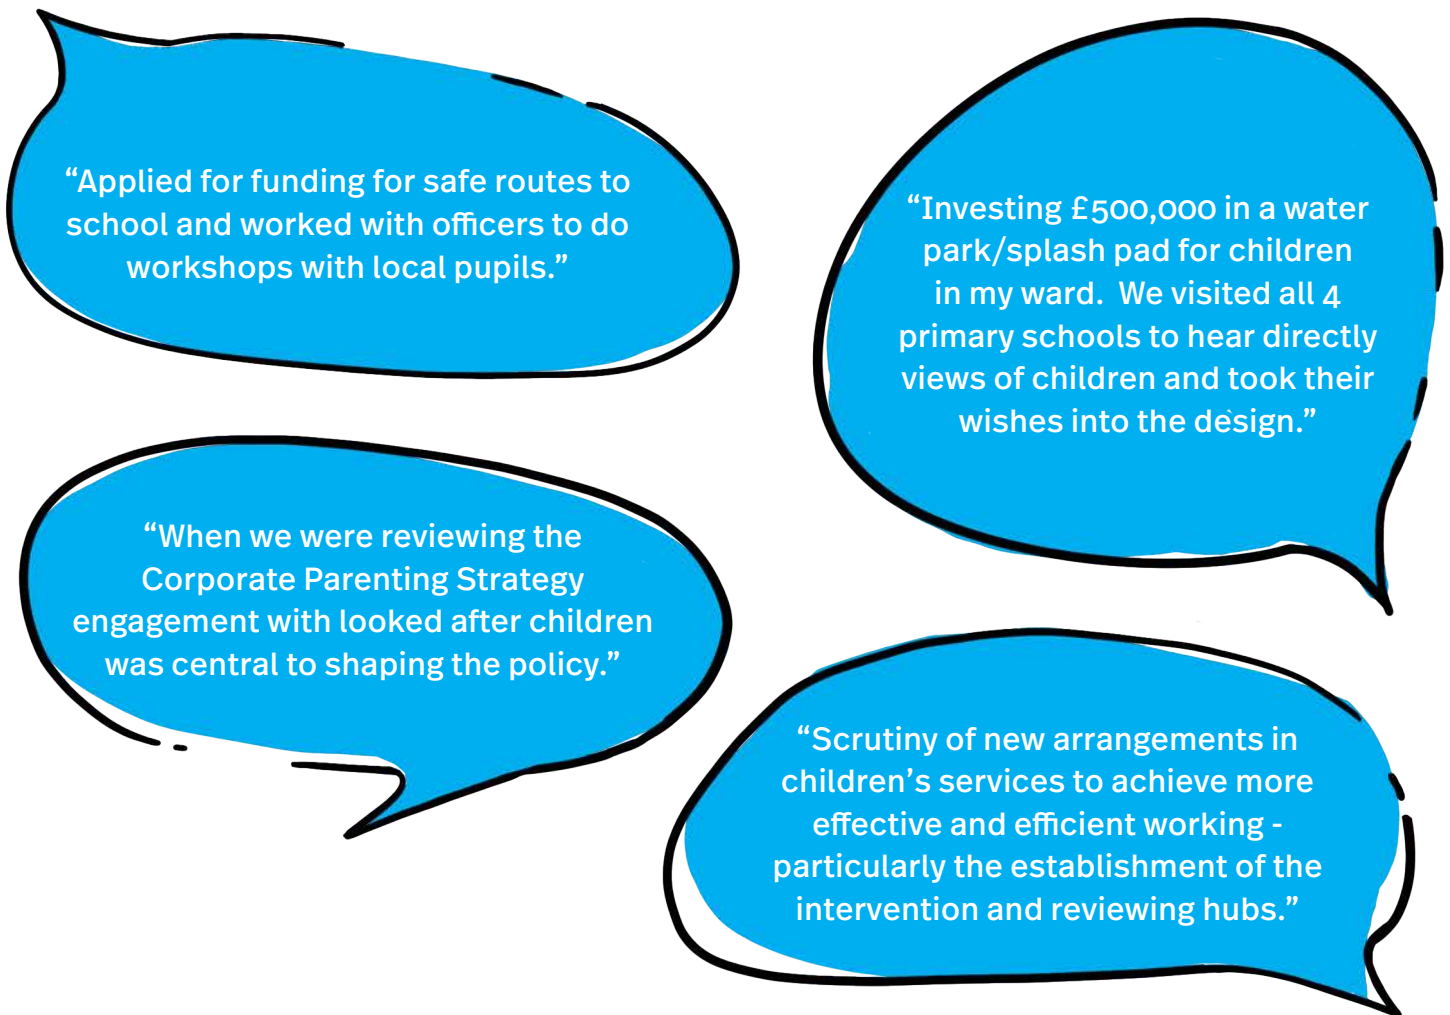 “Applied for funding for safe routes to
school and worked with officers to do
workshops with local pupils.”
“Investing £500,000 in a water
park/splash pad for children
in my ward.  We visited all 4
primary schools to hear directly
views of children and took their
wishes into the design.”
“When we were reviewing the
Corporate Parenting Strategy
engagement with looked after children
was central to shaping the policy.”
“Scrutiny of new arrangements in
children’s services to achieve more
effective and efficient working -
particularly the establishment of the
intervention and reviewing hubs.”